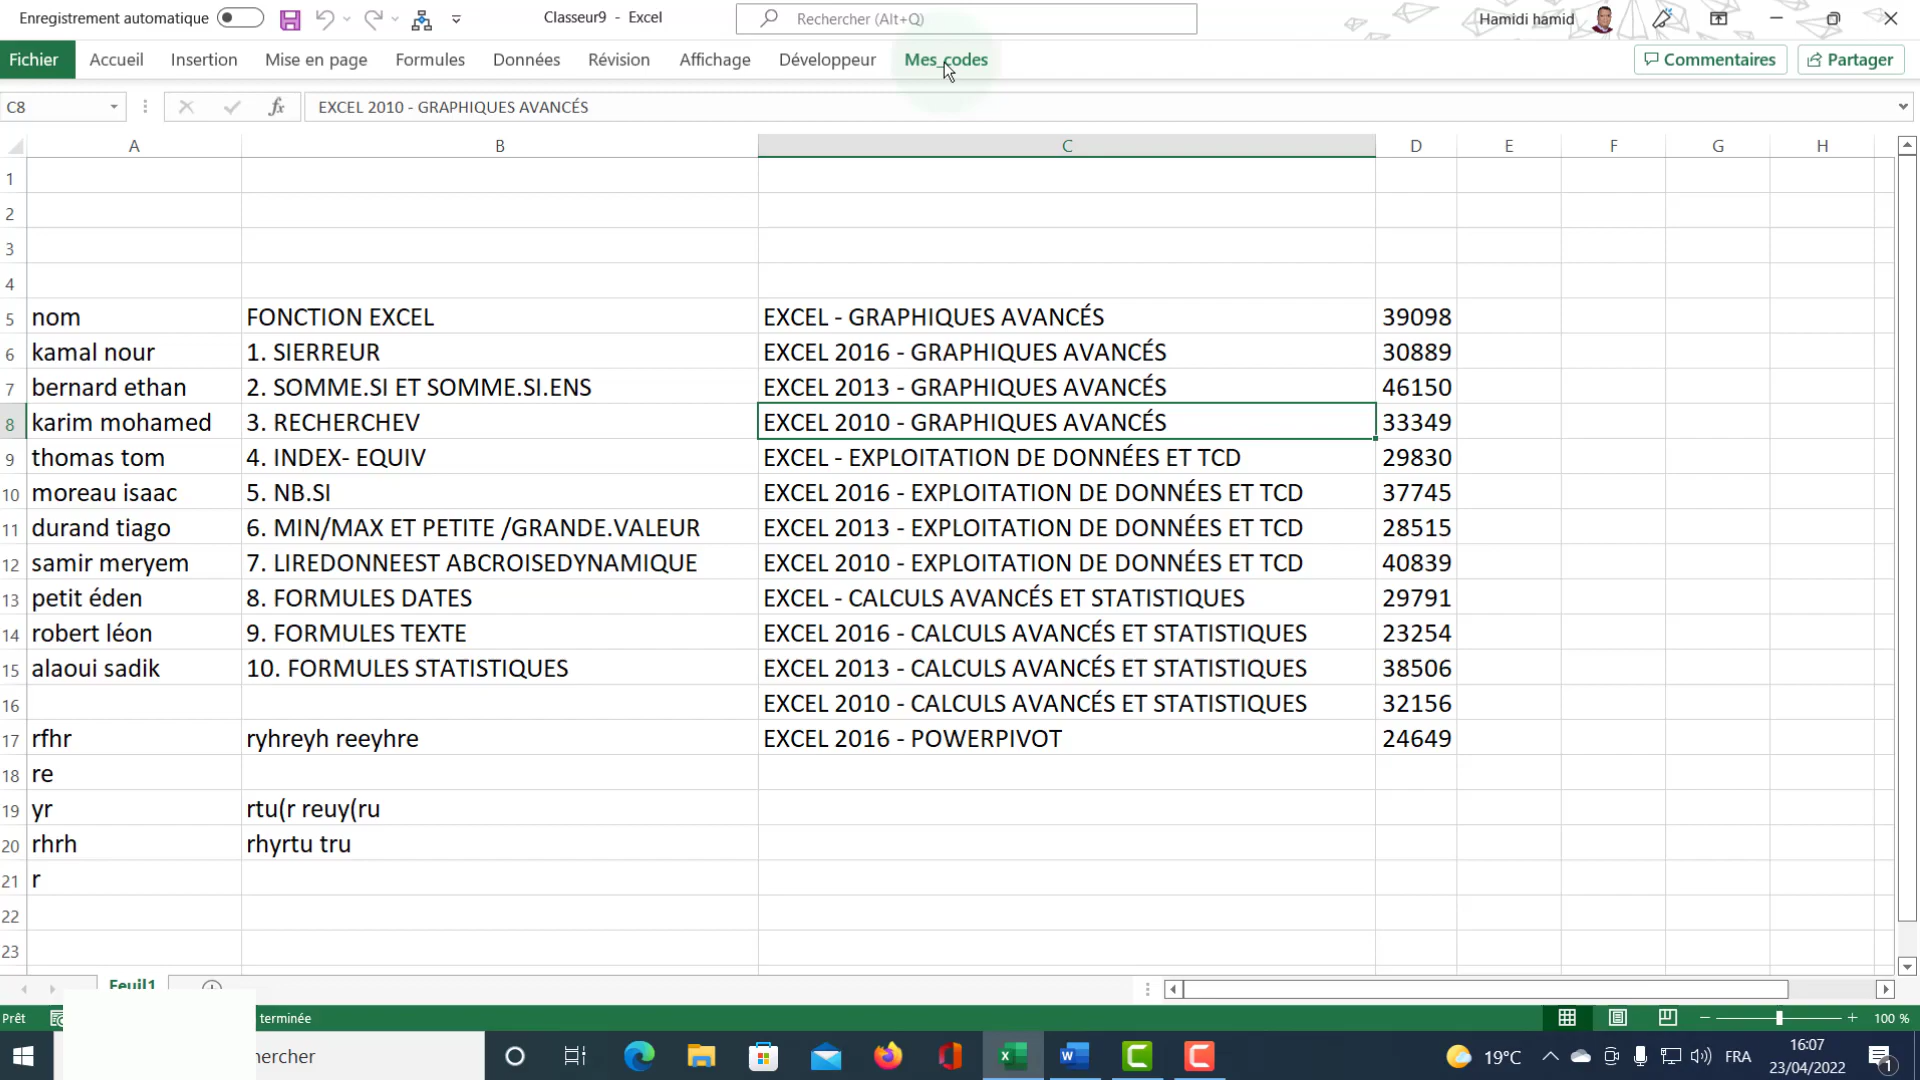 Enregistrement automatique
Classeur9 - Excel
Rechercher (Alt+Q)
Hamidi hamid
Fichier Accueil Insertion Mise en page Formules Données Révision Affichage Développeur Mes_codes
Commentaires
Partager
C8
fx
EXCEL 2010 - GRAPHIQUES AVANCÉS
A B C D E F G H
1
2
3
4
5 nom FONCTION EXCEL EXCEL - GRAPHIQUES AVANCÉS 39098
6 kamal nour 1. SIERREUR EXCEL 2016 - GRAPHIQUES AVANCÉS 30889
7 bernard ethan 2. SOMME.SI ET SOMME.SI.ENS EXCEL 2013 - GRAPHIQUES AVANCÉS 46150
8 karim mohamed 3. RECHERCHEV EXCEL 2010 - GRAPHIQUES AVANCÉS 33349
9 thomas tom 4. INDEX- EQUIV EXCEL - EXPLOITATION DE DONNÉES ET TCD 29830
10 moreau isaac 5. NB.SI EXCEL 2016 - EXPLOITATION DE DONNÉES ET TCD 37745
11 durand tiago 6. MIN/MAX ET PETITE /GRANDE.VALEUR EXCEL 2013 - EXPLOITATION DE DONNÉES ET TCD 28515
12 samir meryem 7. LIREDONNEEST ABCROISEDYNAMIQUE EXCEL 2010 - EXPLOITATION DE DONNÉES ET TCD 40839
13 petit éden 8. FORMULES DATES EXCEL - CALCULS AVANCÉS ET STATISTIQUES 29791
14 robert léon 9. FORMULES TEXTE EXCEL 2016 - CALCULS AVANCÉS ET STATISTIQUES 23254
15 alaoui sadik 10. FORMULES STATISTIQUES EXCEL 2013 - CALCULS AVANCÉS ET STATISTIQUES 38506
16 EXCEL 2010 - CALCULS AVANCÉS ET STATISTIQUES 32156
17 rfhr ryhreyh reeyhre EXCEL 2016 - POWERPIVOT 24649
18 re
19 yr rtu(r reuy(ru
20 rhrh rhyrtu tru
21 r
22
23
Feuil1
Prêt terminée 100 %
hercher
19°C FRA 16:07
23/04/2022
1